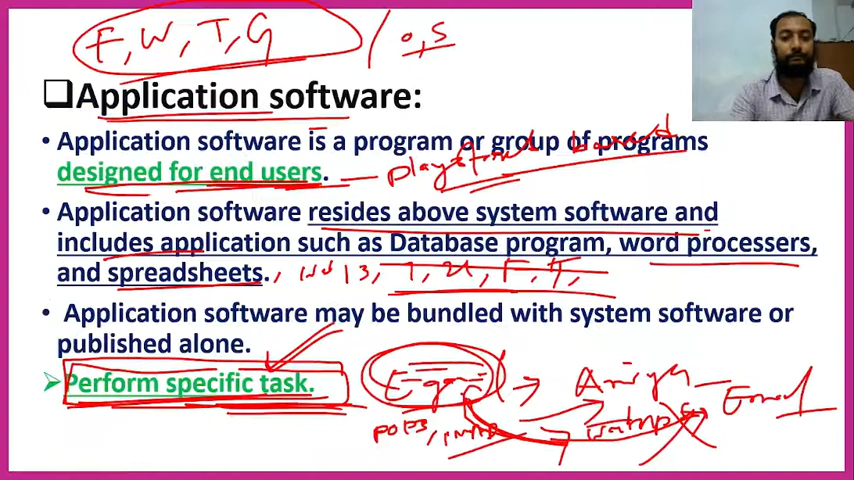 F, W, T, G / O, S
❑Application software:
• Application software is a program or group of programs
designed for end users. — 
• Application software resides above system software and
includes application such as Database program, word processers,
and spreadsheets.
• Application software may be bundled with system software or
published alone.
➢Perform specific task.
Email
POP3,